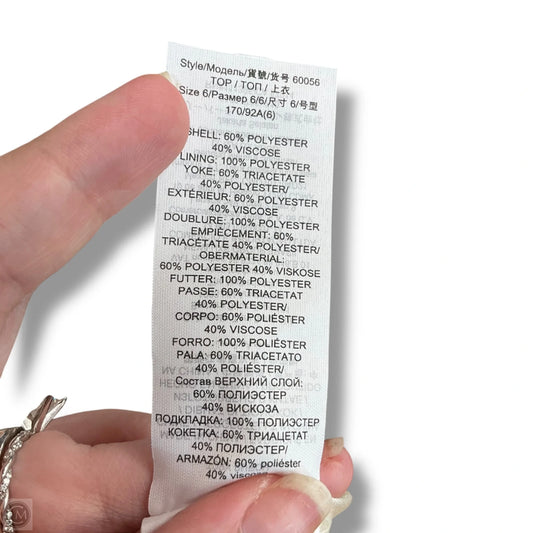 Style/Модель/貨號/货号 60056
TOP / ТОП / 上衣
Size 6/Размер 6/6/尺寸 6/号型
170/92A(6)
SHELL: 60% POLYESTER
40% VISCOSE
LINING: 100% POLYESTER
YOKE: 60% TRIACETATE
40% POLYESTER/
EXTÉRIEUR: 60% POLYESTER
40% VISCOSE
DOUBLURE: 100% POLYESTER
EMPIÈCEMENT: 60%
TRIACÉTATE 40% POLYESTER/
OBERMATERIAL:
60% POLYESTER 40% VISKOSE
FUTTER: 100% POLYESTER
PASSE: 60% TRIACETAT
40% POLYESTER/
CORPO: 60% POLIÉSTER
40% VISCOSE
FORRO: 100% POLIÉSTER
PALA: 60% TRIACETATO
40% POLIÉSTER/
Состав ВЕРХНИЙ СЛОЙ:
60% ПОЛИЭСТЕР
40% ВИСКОЗА
ПОДКЛАДКА: 100% ПОЛИЭСТЕР
КОКЕТКА: 60% ТРИАЦЕТАТ
40% ПОЛИЭСТЕР/
ARMAZÓN: 60% poliéster
40% viscosa
M